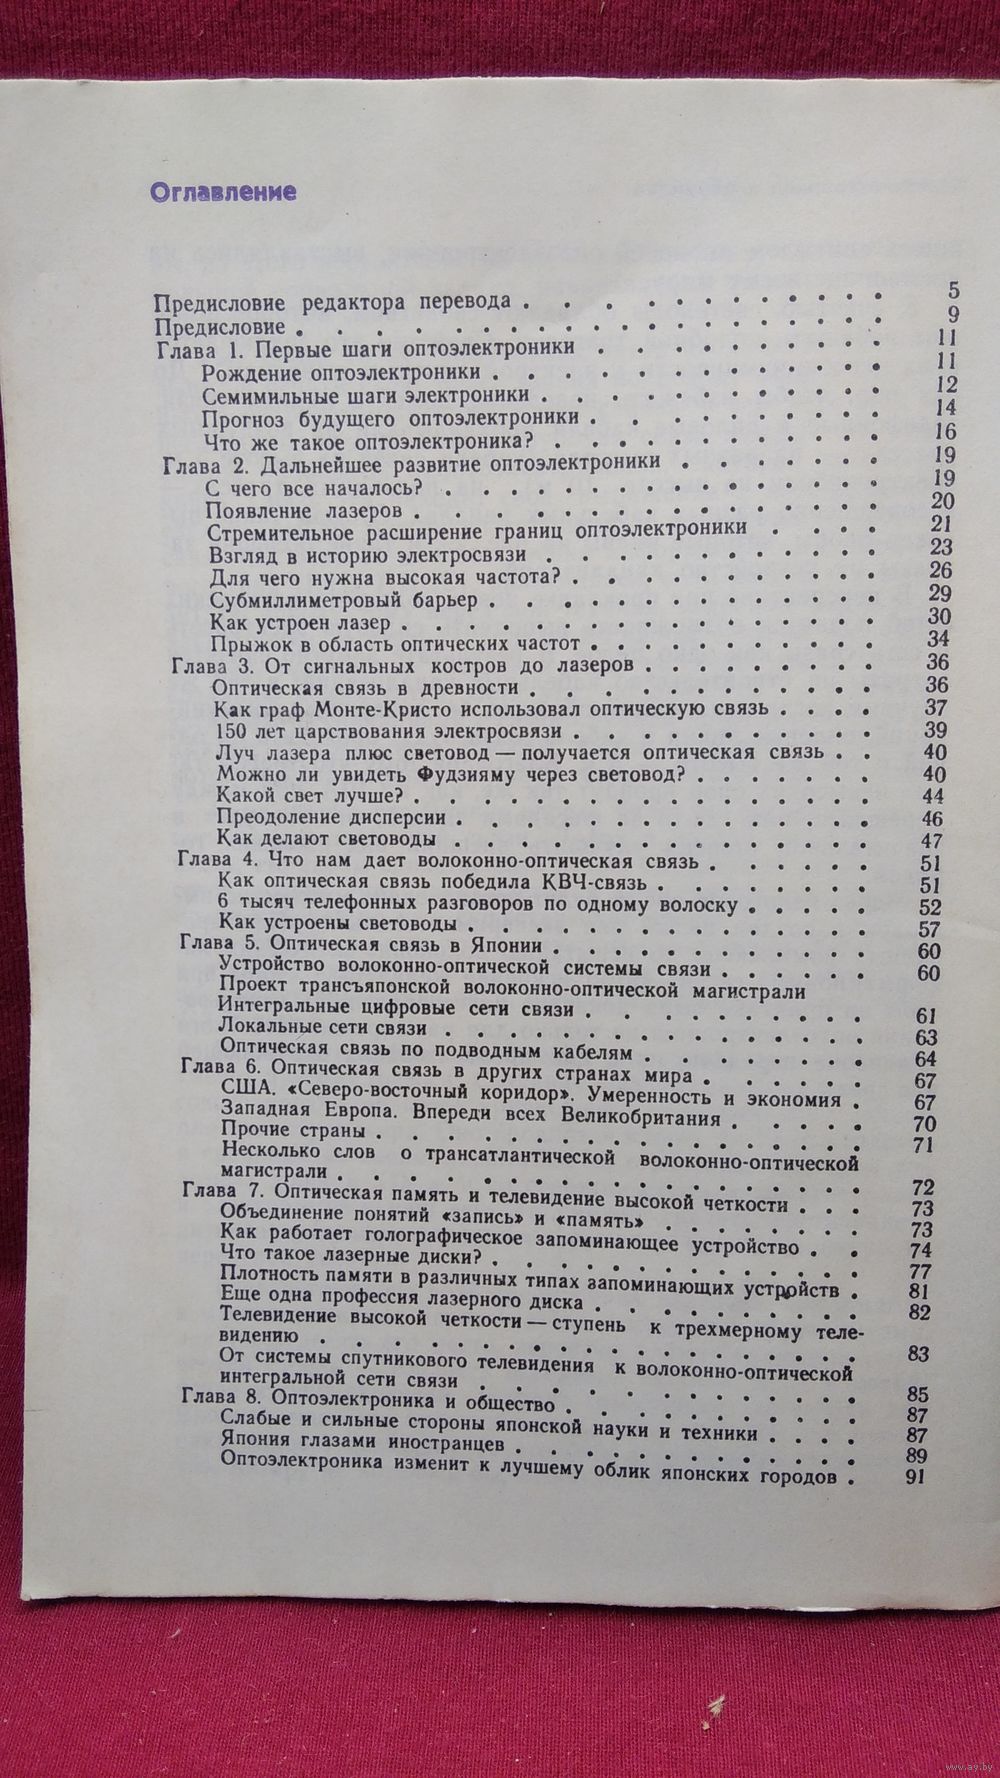 Оглавление
Предисловие редактора перевода . . . . . . . . . . . . 5
Предисловие . . . . . . . . . . . . . . . . . . 9
Глава 1. Первые шаги оптоэлектроники . . . . . . . . . . 11
Рождение оптоэлектроники . . . . . . . . . . . . . 11
Семимильные шаги электроники . . . . . . . . . . . 12
Прогноз будущего оптоэлектроники . . . . . . . . . . 14
Что же такое оптоэлектроника? . . . . . . . . . . . 16
Глава 2. Дальнейшее развитие оптоэлектроники . . . . . . . 19
С чего все началось? . . . . . . . . . . . . . . 19
Появление лазеров . . . . . . . . . . . . . . . 20
Стремительное расширение границ оптоэлектроники . . . . 21
Взгляд в историю электросвязи . . . . . . . . . . . 23
Для чего нужна высокая частота? . . . . . . . . . . 26
Субмиллиметровый барьер . . . . . . . . . . . . . 29
Как устроен лазер . . . . . . . . . . . . . . . 30
Прыжок в область оптических частот . . . . . . . . . 34
Глава 3. От сигнальных костров до лазеров . . . . . . . . 36
Оптическая связь в древности . . . . . . . . . . . 36
Как граф Монте-Кристо использовал оптическую связь . . . . 37
150 лет царствования электросвязи . . . . . . . . . 39
Луч лазера плюс световод — получается оптическая связь . . 40
Можно ли увидеть Фудзияму через световод? . . . . . . . 40
Какой свет лучше? . . . . . . . . . . . . . . . 44
Преодоление дисперсии . . . . . . . . . . . . . . 46
Как делают световоды . . . . . . . . . . . . . . 47
Глава 4. Что нам дает волоконно-оптическая связь . . . . . . 51
Как оптическая связь победила КВЧ-связь . . . . . . . . 51
6 тысяч телефонных разговоров по одному волоску . . . . . 52
Как устроены световоды . . . . . . . . . . . . . 57
Глава 5. Оптическая связь в Японии . . . . . . . . . . . 60
Устройство волоконно-оптической системы связи . . . . . . 60
Проект трансъяпонской волоконно-оптической магистрали
Интегральные цифровые сети связи . . . . . . . . . . 61
Локальные сети связи . . . . . . . . . . . . . . 63
Оптическая связь по подводным кабелям . . . . . . . . 64
Глава 6. Оптическая связь в других странах мира . . . . . . 67
США. «Северо-восточный коридор». Умеренность и экономия . 67
Западная Европа. Впереди всех Великобритания . . . . . 70
Прочие страны . . . . . . . . . . . . . . . . . 71
Несколько слов о трансатлантической волоконно-оптической
магистрали . . . . . . . . . . . . . . . . . . 72
Глава 7. Оптическая память и телевидение высокой четкости . . . 73
Объединение понятий «запись» и «память» . . . . . . . . 73
Как работает голографическое запоминающее устройство . . 74
Что такое лазерные диски? . . . . . . . . . . . . 77
Плотность памяти в различных типах запоминающих устройств . 81
Еще одна профессия лазерного диска . . . . . . . . . 82
Телевидение высокой четкости — ступень к трехмерному теле-
видению . . . . . . . . . . . . . . . . . . . 83
От системы спутникового телевидения к волоконно-оптической
интегральной сети связи . . . . . . . . . . . . . 85
Глава 8. Оптоэлектроника и общество . . . . . . . . . . 87
Слабые и сильные стороны японской науки и техники . . . . 87
Япония глазами иностранцев . . . . . . . . . . . . 89
Оптоэлектроника изменит к лучшему облик японских городов . 91
www.ay.by